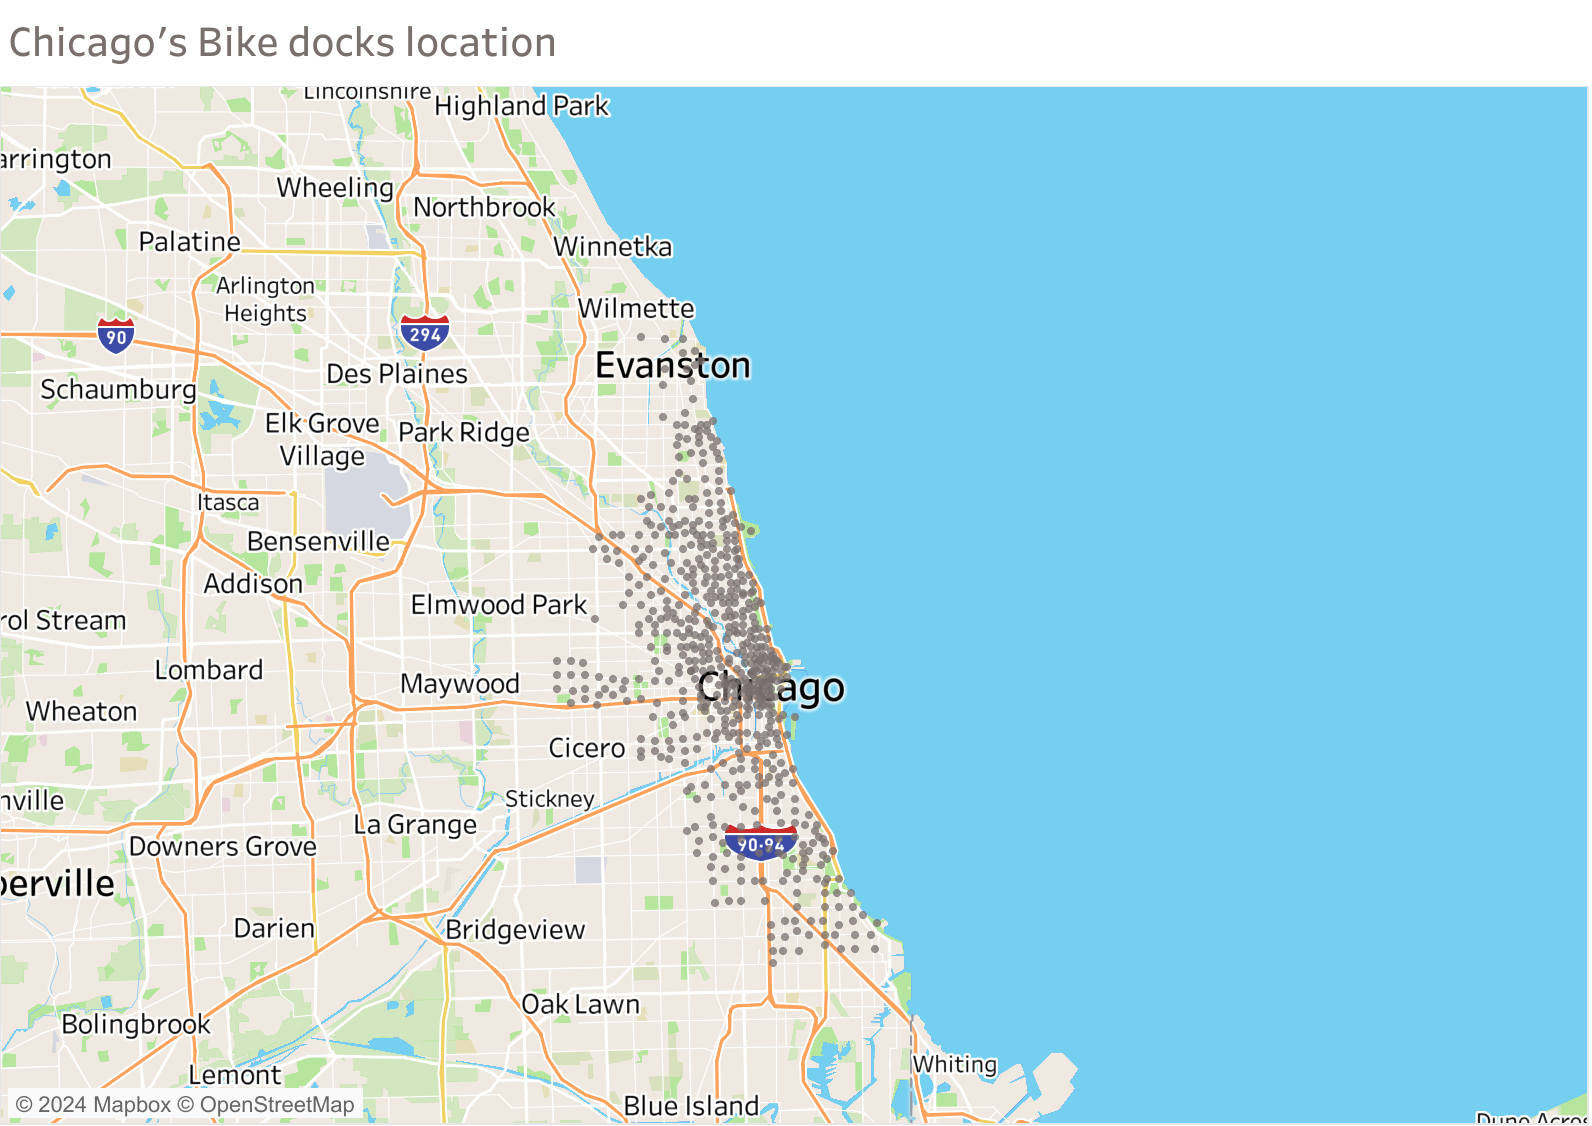 Chicago's Bike docks location
Lincolnshire
Highland Park
arrington
Wheeling
Northbrook
Palatine
Winnetka
Arlington
Heights
Wilmette
90
294
Evanston
Des Plaines
Schaumburg
Elk Grove
Village
Park Ridge
Itasca
Bensenville
Addison
Elmwood Park
rol Stream
Lombard
Maywood
Chicago
Wheaton
Cicero
nville
Stickney
La Grange
Downers Grove
90·94
perville
Darien
Bridgeview
Oak Lawn
Bolingbrook
Whiting
Lemont
© 2024 Mapbox © OpenStreetMap
Blue Island
Dune Acres